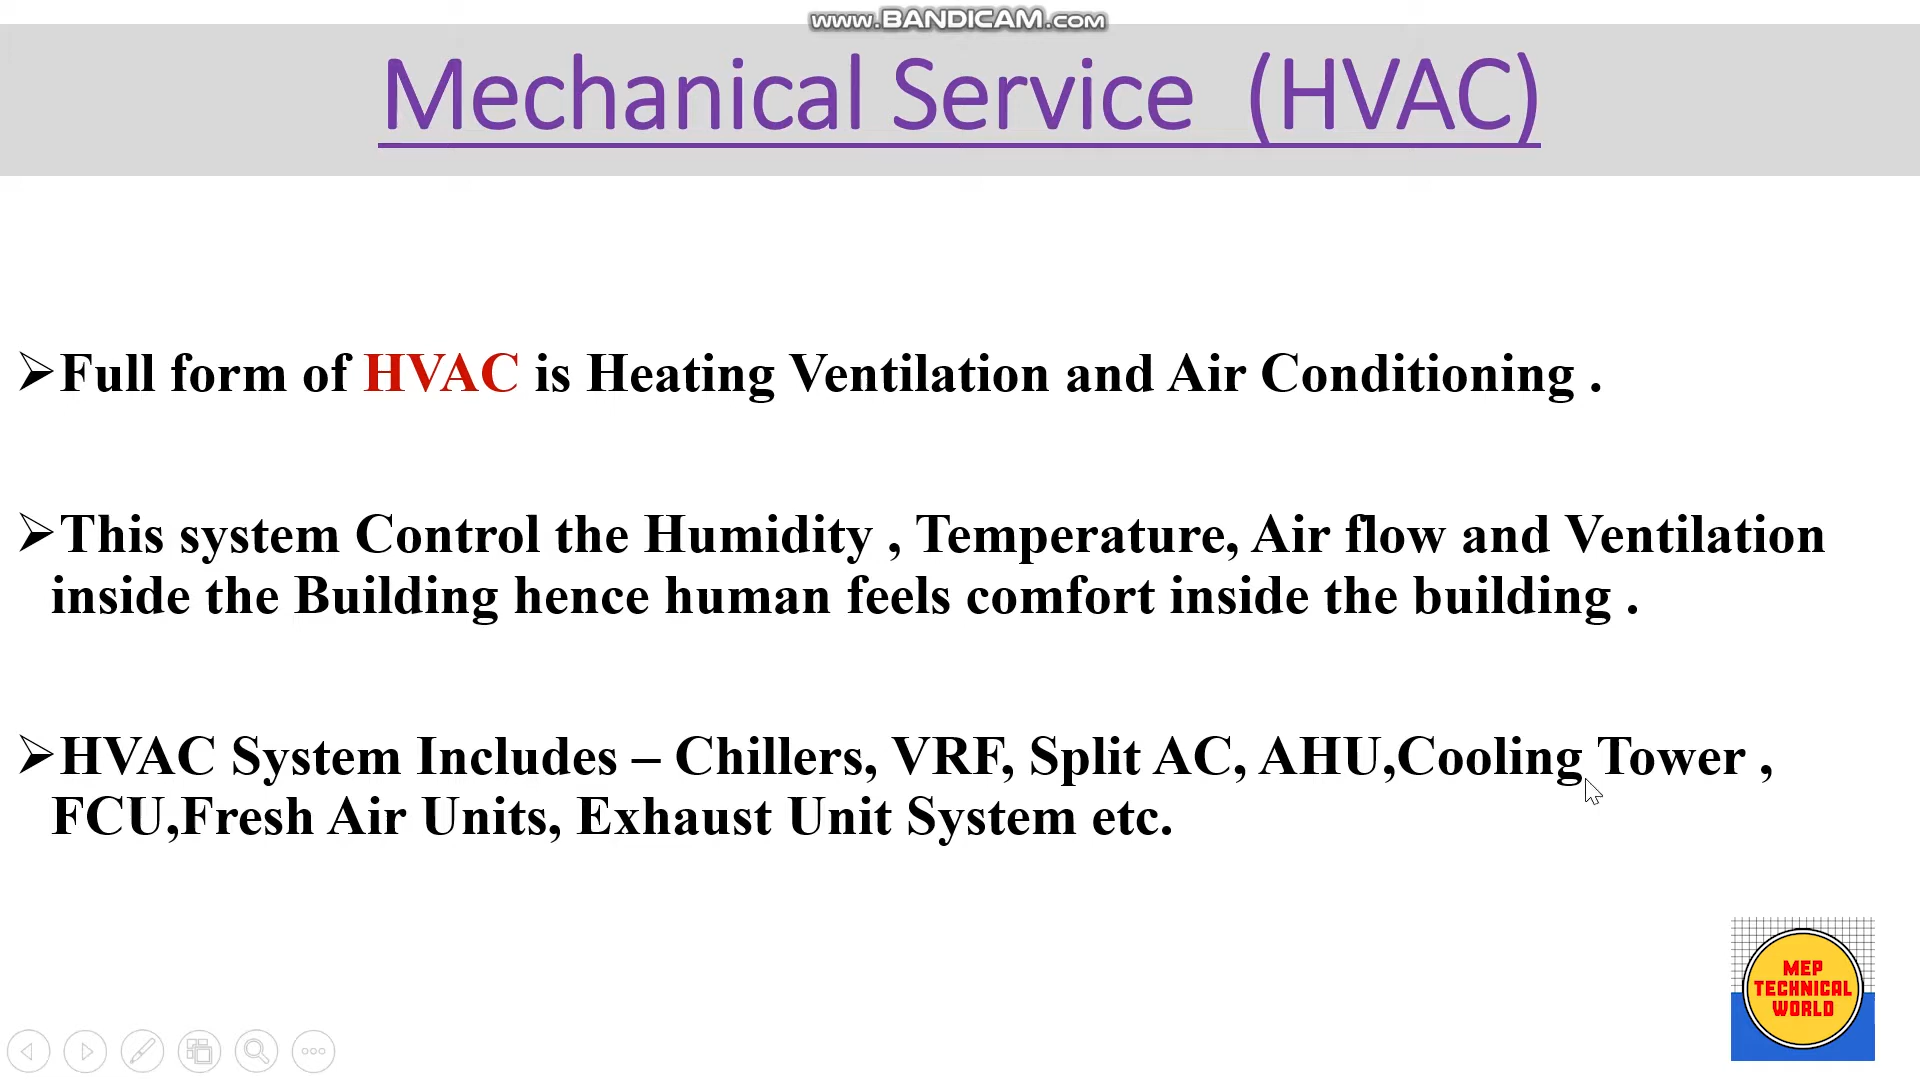 www.BANDICAM.com
Mechanical Service (HVAC)
➢Full form of HVAC is Heating Ventilation and Air Conditioning .
➢This system Control the Humidity , Temperature, Air flow and Ventilation
inside the Building hence human feels comfort inside the building .
➢HVAC System Includes – Chillers, VRF, Split AC, AHU,Cooling Tower ,
FCU,Fresh Air Units, Exhaust Unit System etc.
MEP
TECHNICAL
WORLD